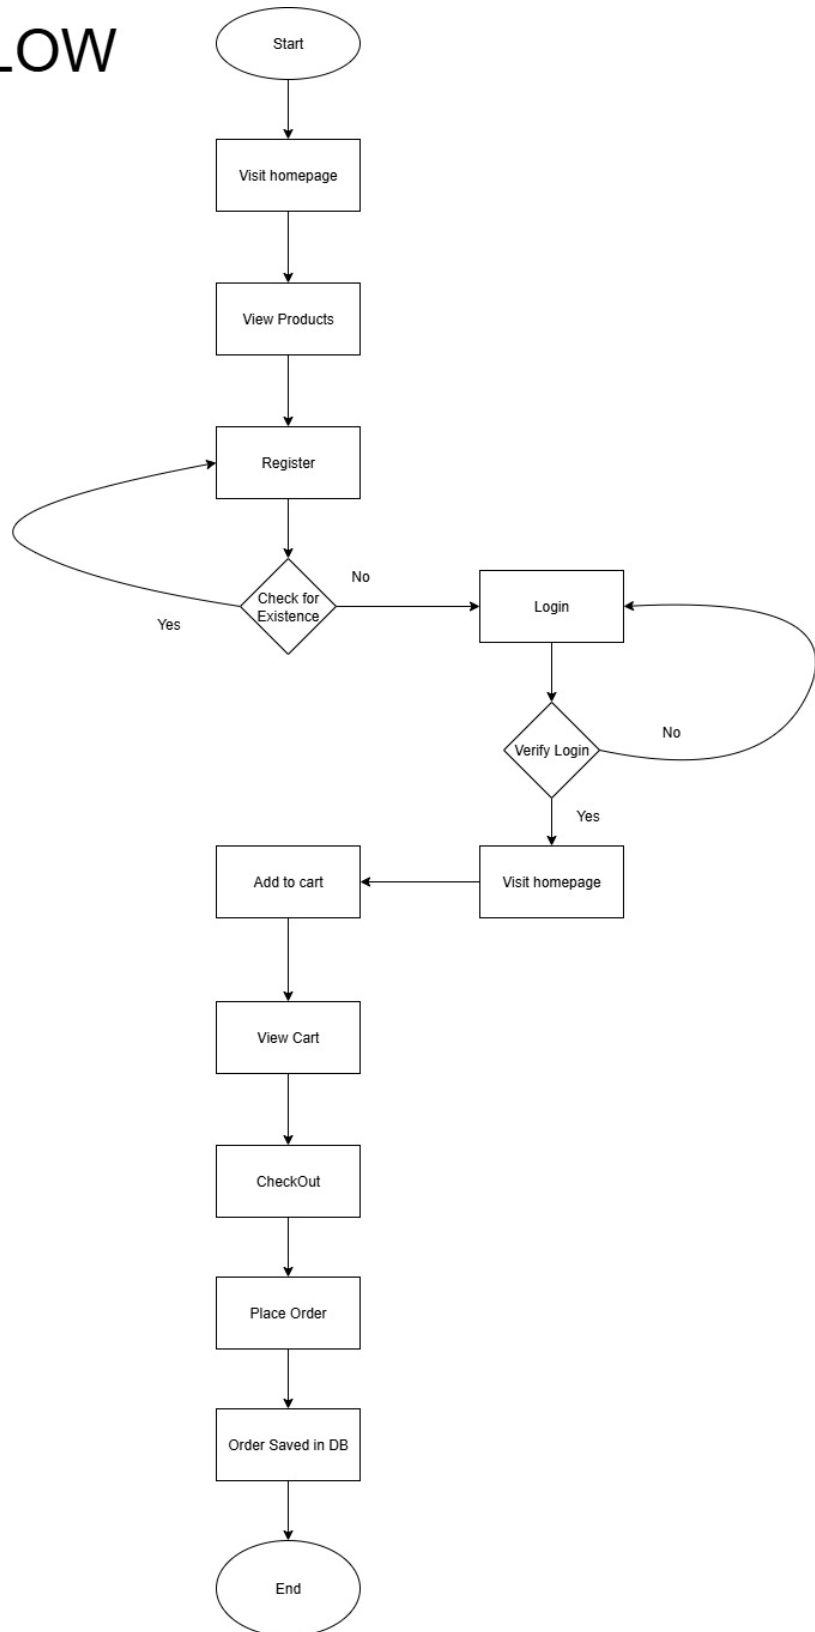 LOW
Start
Visit homepage
View Products
Register
Check for
Existence
No
Yes
Login
Verify Login
No
Yes
Visit homepage
Add to cart
View Cart
CheckOut
Place Order
Order Saved in DB
End